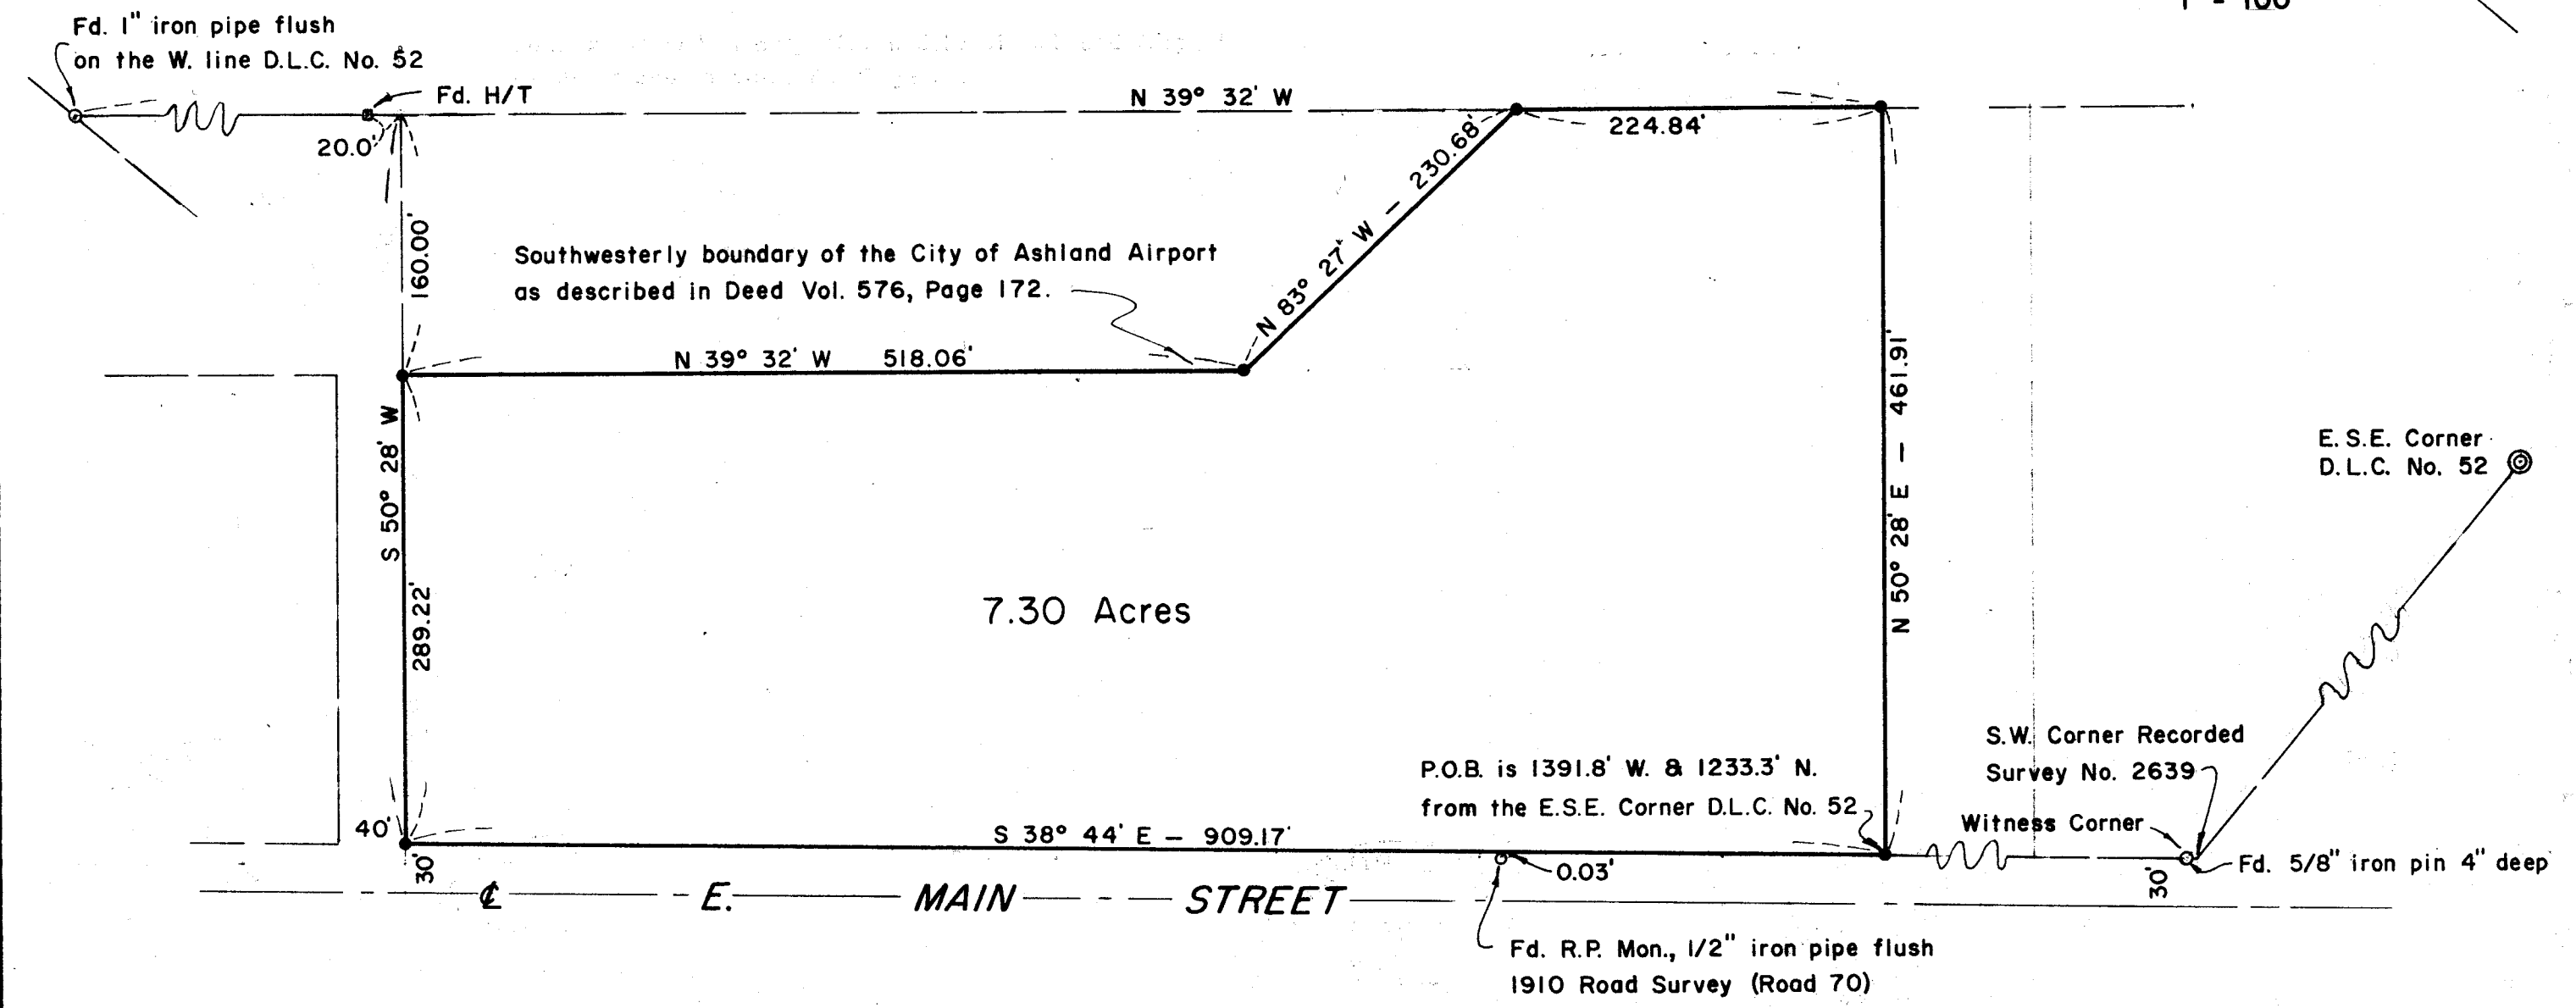 1" = 100'
Fd. 1" iron pipe flush
on the W. line D.L.C. No. 52
Fd. H/T
N 39° 32' W
20.0'
224.84'
N 83° 27' W — 230.68'
160.00'
Southwesterly boundary of the City of Ashland Airport
as described in Deed Vol. 576, Page 172.
N 39° 32' W 518.06'
S 50° 28' W
289.22'
N 50° 28' E — 461.91'
E.S.E. Corner
D.L.C. No. 52
7.30 Acres
S.W. Corner Recorded
Survey No. 2639
P.O.B. is 1391.8' W. & 1233.3' N.
from the E.S.E. Corner D.L.C. No. 52
Witness Corner
40'
S 38° 44' E — 909.17'
0.03'
Fd. 5/8" iron pin 4" deep
30'
30'
℄ E. MAIN STREET
Fd. R.P. Mon., 1/2" iron pipe flush
1910 Road Survey (Road 70)